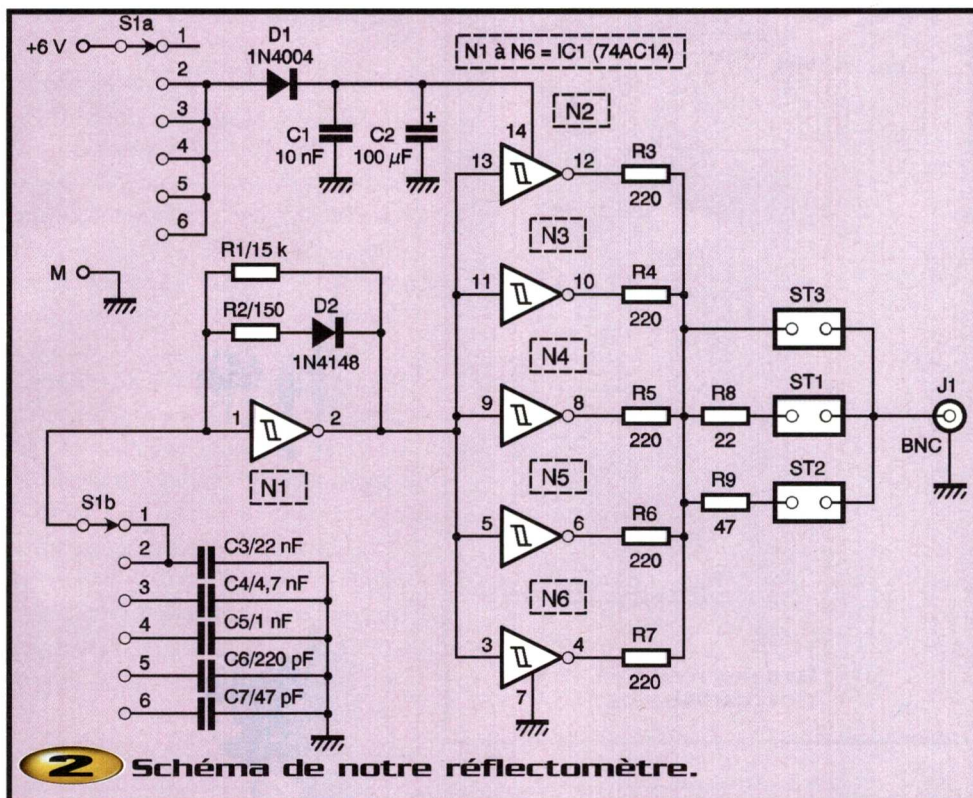 S1a
+6 V
1
2
3
4
5
6
D1
1N4004
N1 à N6 = IC1 (74AC14)
C1
10 nF
C2
100 µF
+
14
N2
13
12
R3
220
N3
11
10
R4
220
N4
9
8
R5
220
N5
5
6
R6
220
N6
3
4
R7
220
7
M
R1/15 k
R2/150
D2
1N4148
1
2
N1
S1b
1
2
3
4
5
6
C3/22 nF
C4/4,7 nF
C5/1 nF
C6/220 pF
C7/47 pF
ST3
R8
22
ST1
R9
47
ST2
J1
BNC
2 Schéma de notre réflectomètre.